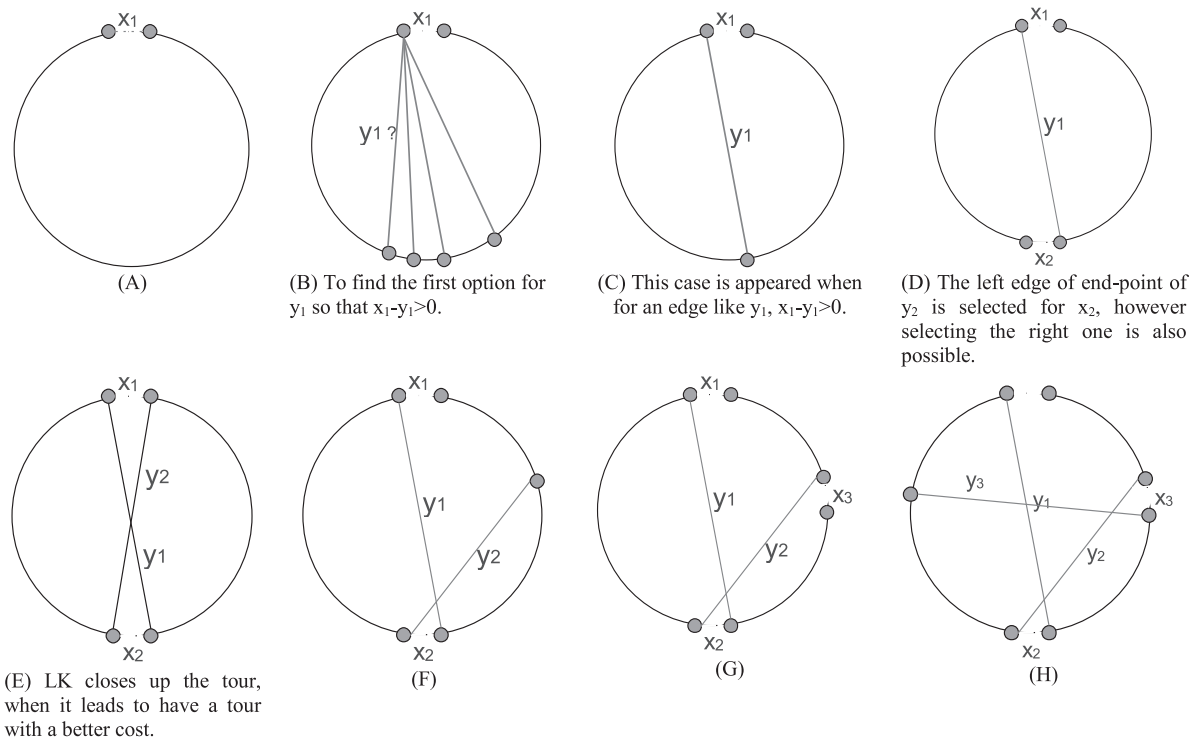 x1
x1
x1
x1
y1 ?
y1
y1
x2
(A)
(B) To find the first option for
y1 so that x1-y1>0.
(C) This case is appeared when
for an edge like y1, x1-y1>0.
(D) The left edge of end-point of
y2 is selected for x2, however
selecting the right one is also
possible.
x1
y2
y1
x2
x1
y1
y2
x2
x1
x3
y1
y2
x2
y3
y1
x3
y2
x2
(E) LK closes up the tour,
when it leads to have a tour
with a better cost.
(F)
(G)
(H)